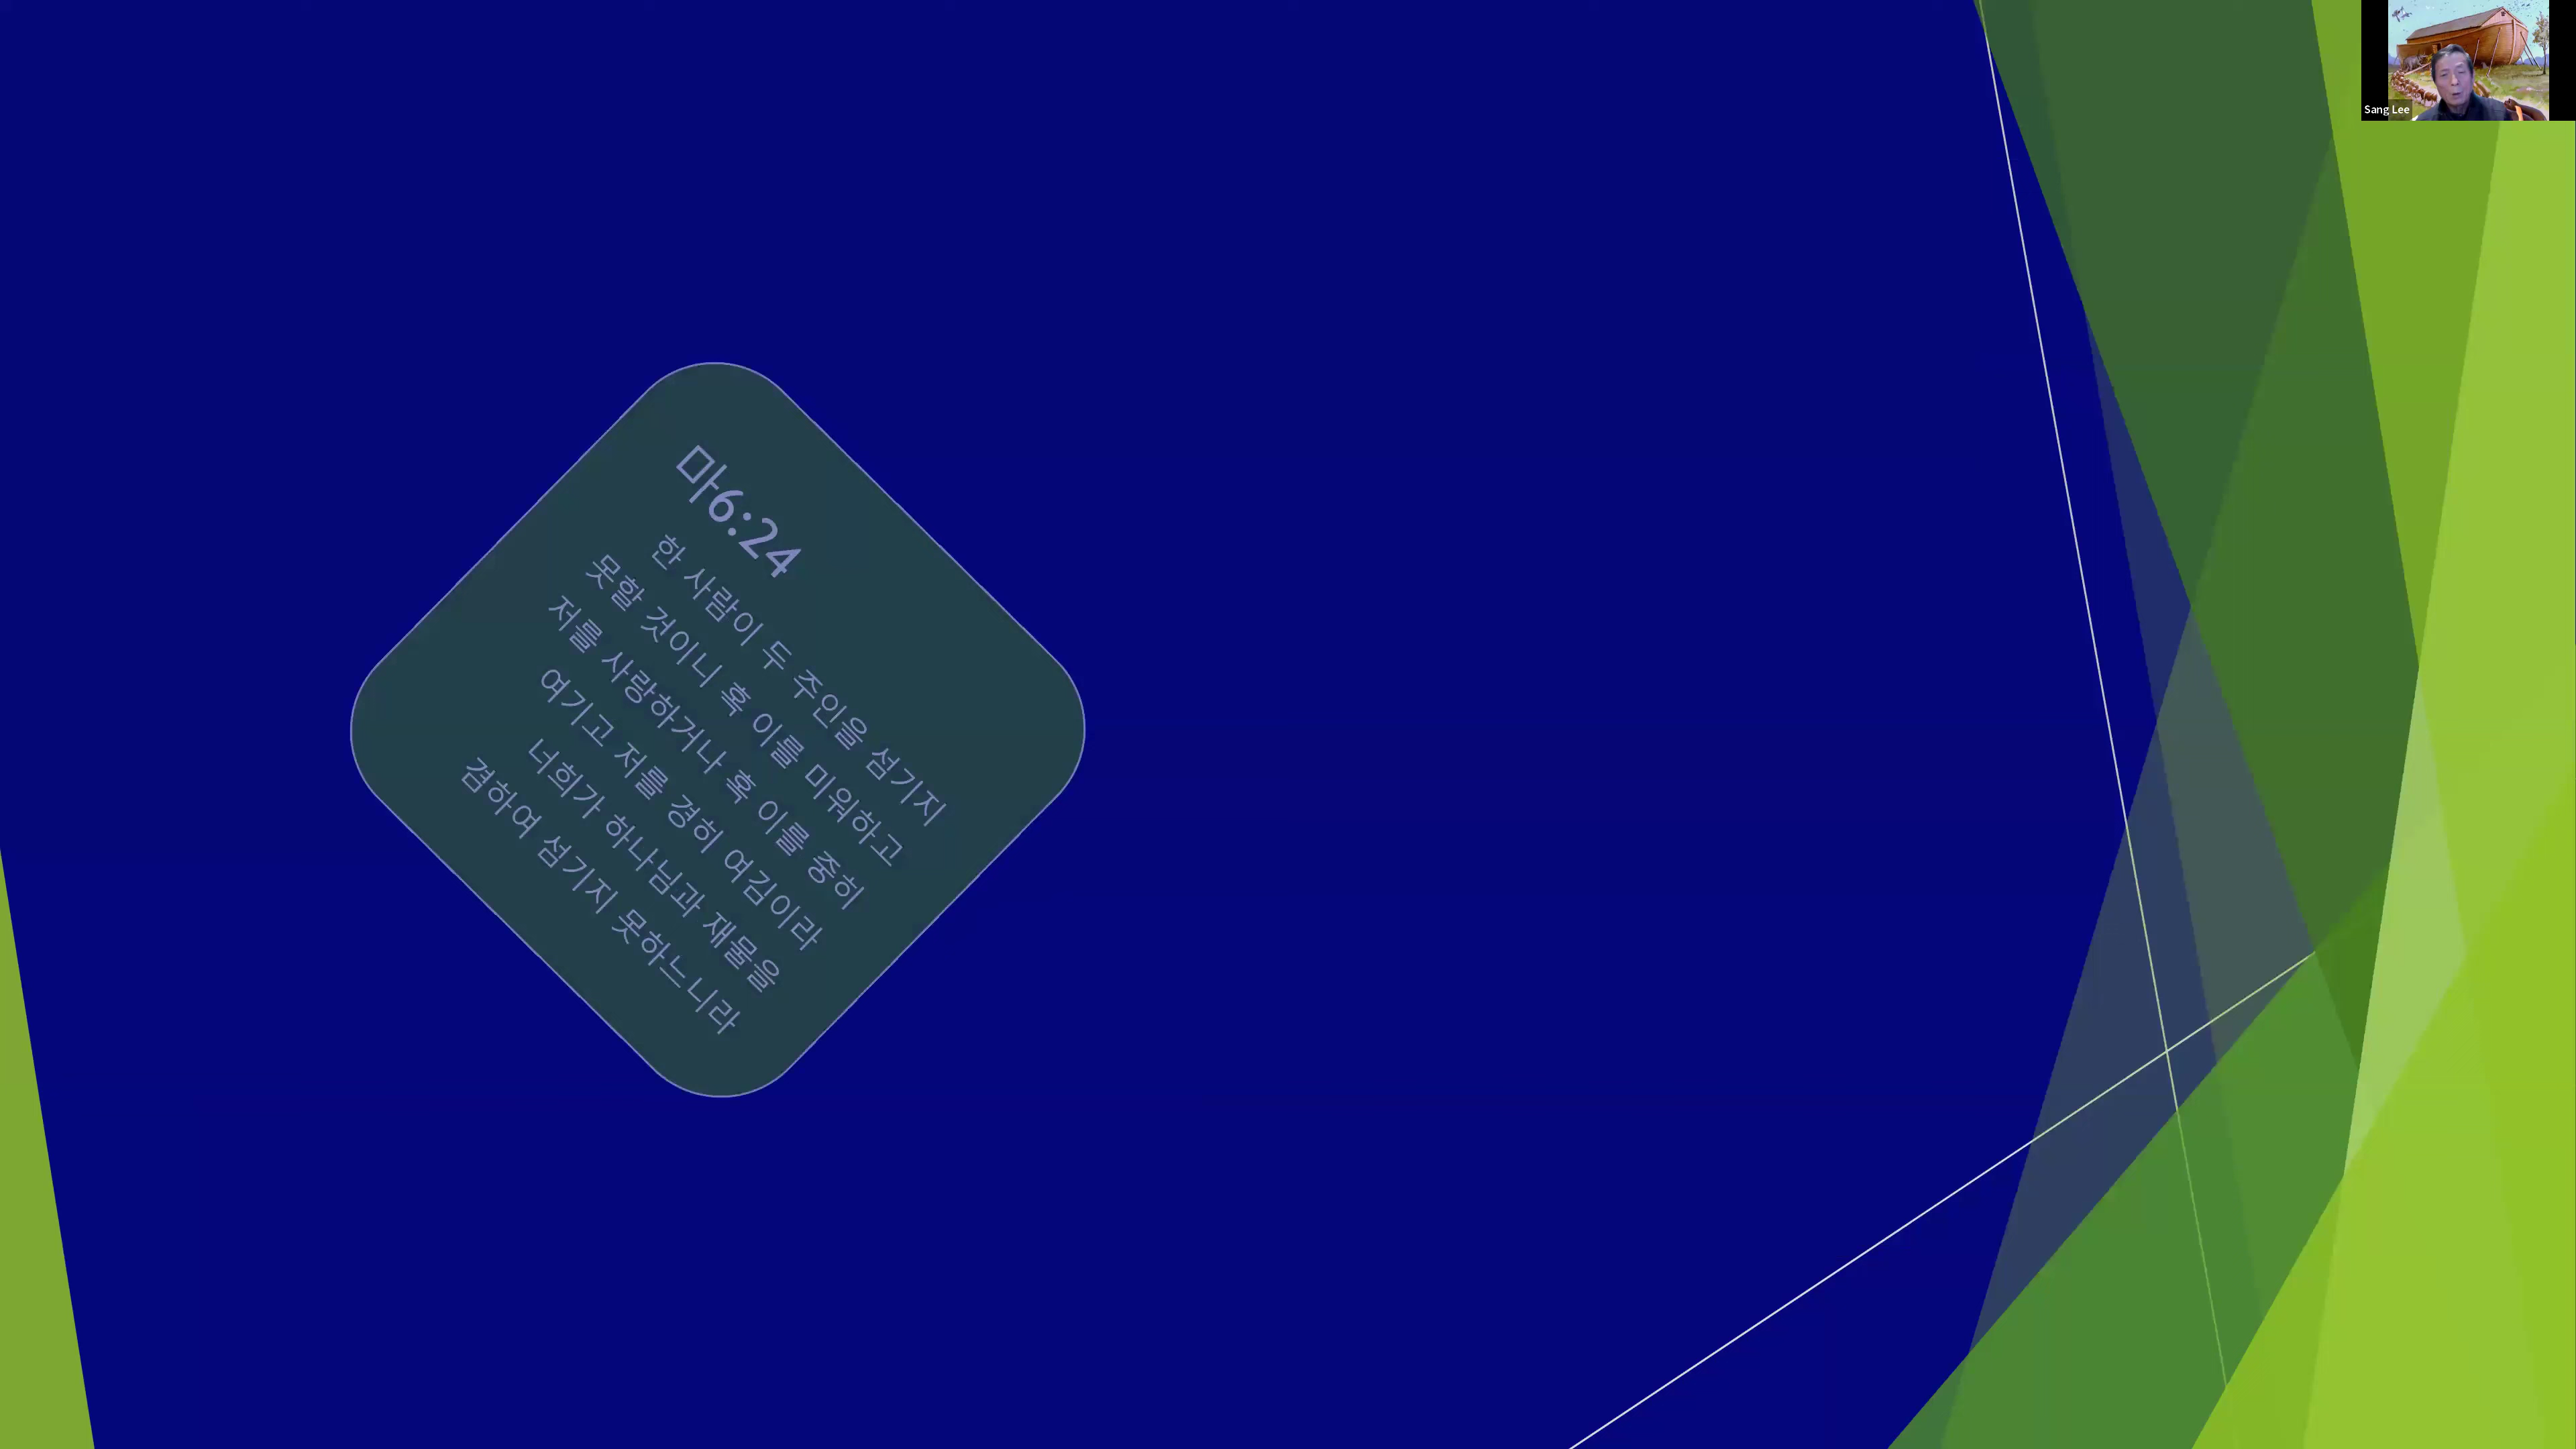 마6:24
한 사람이 두 주인을 섬기지
못할 것이니 혹 이를 미워하고
저를 사랑하거나 혹 이를 중히
여기고 저를 경히 여김이라
너희가 하나님과 재물을
겸하여 섬기지 못하느니라
Sang Lee